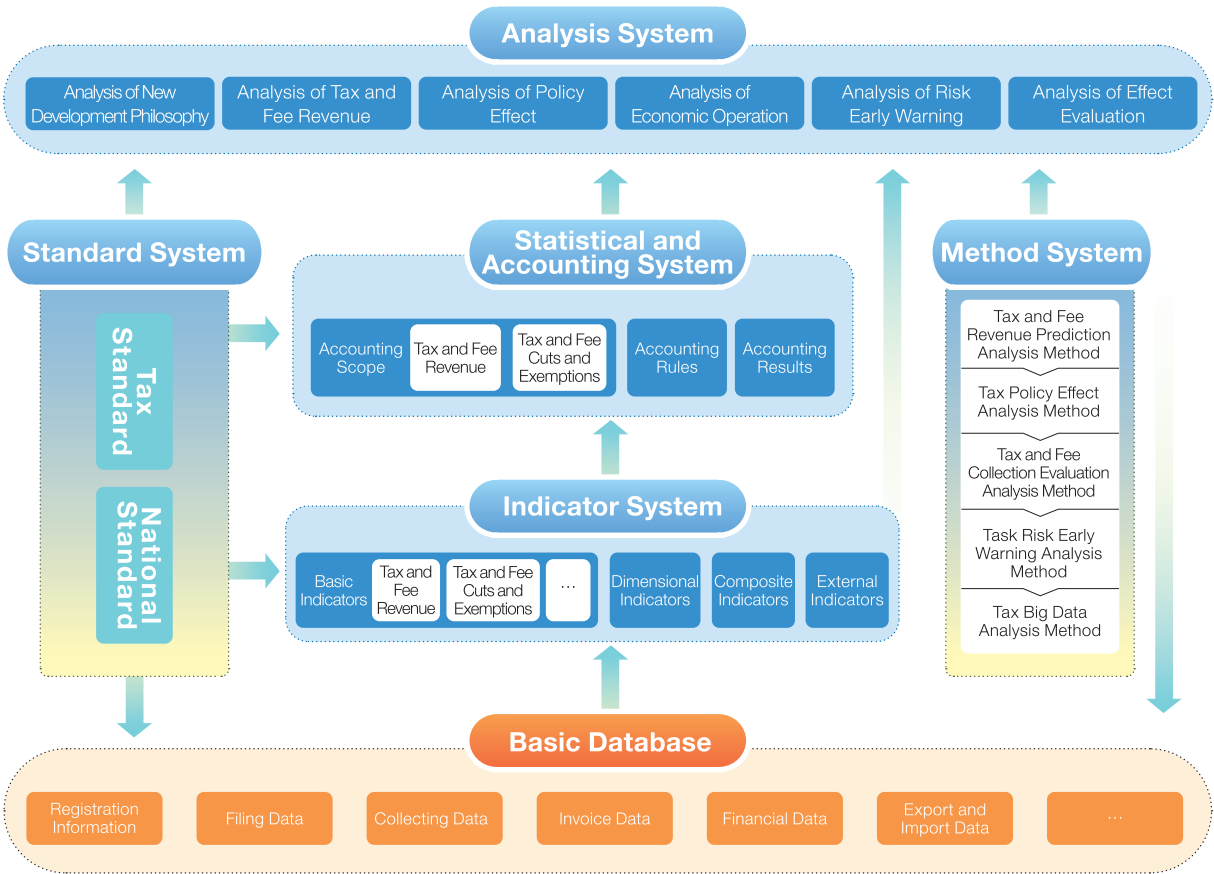 Analysis System
Analysis of New
Development Philosophy
Analysis of Tax and
Fee Revenue
Analysis of Policy
Effect
Analysis of
Economic Operation
Analysis of Risk
Early Warning
Analysis of Effect
Evaluation
Standard System
Tax
Standard
National
Standard
Statistical and
Accounting System
Accounting
Scope
Tax and Fee
Revenue
Tax and Fee
Cuts and
Exemptions
Accounting
Rules
Accounting
Results
Indicator System
Basic
Indicators
Tax and
Fee
Revenue
Tax and Fee
Cuts and
Exemptions
...
Dimensional
Indicators
Composite
Indicators
External
Indicators
Method System
Tax and Fee
Revenue Prediction
Analysis Method
Tax Policy Effect
Analysis Method
Tax and Fee
Collection Evaluation
Analysis Method
Task Risk Early
Warning Analysis
Method
Tax Big Data
Analysis Method
Basic Database
Registration
Information
Filing Data
Collecting Data
Invoice Data
Financial Data
Export and
Import Data
...